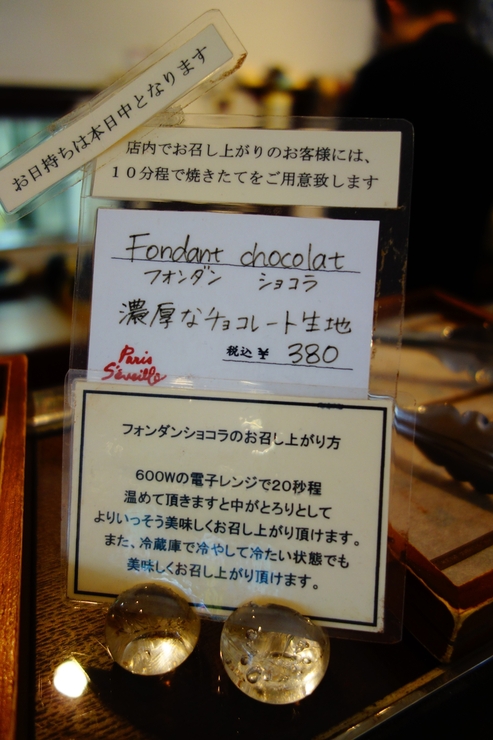 お日持ちは本日中となります
店内でお召し上がりのお客様には、
１０分程で焼きたてをご用意致します
Fondant chocolat
フォンダン ショコラ
濃厚なチョコレート生地
税込¥ 380
Paris
S'éveille
フォンダンショコラのお召し上がり方
600Wの電子レンジで20秒程
温めて頂きますと中がとろりとして
よりいっそう美味しくお召し上がり頂けます。
また、冷蔵庫で冷やして冷たい状態でも
美味しくお召し上がり頂けます。